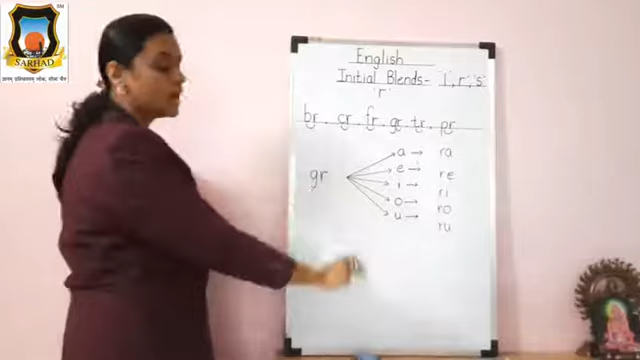 SARHAD
English
Initial Blends- 'l', 'r', 's'
'r'
br, cr, fr, gr, tr, pr
gr
a → ra
e → re
i → ri
o → ro
u → ru